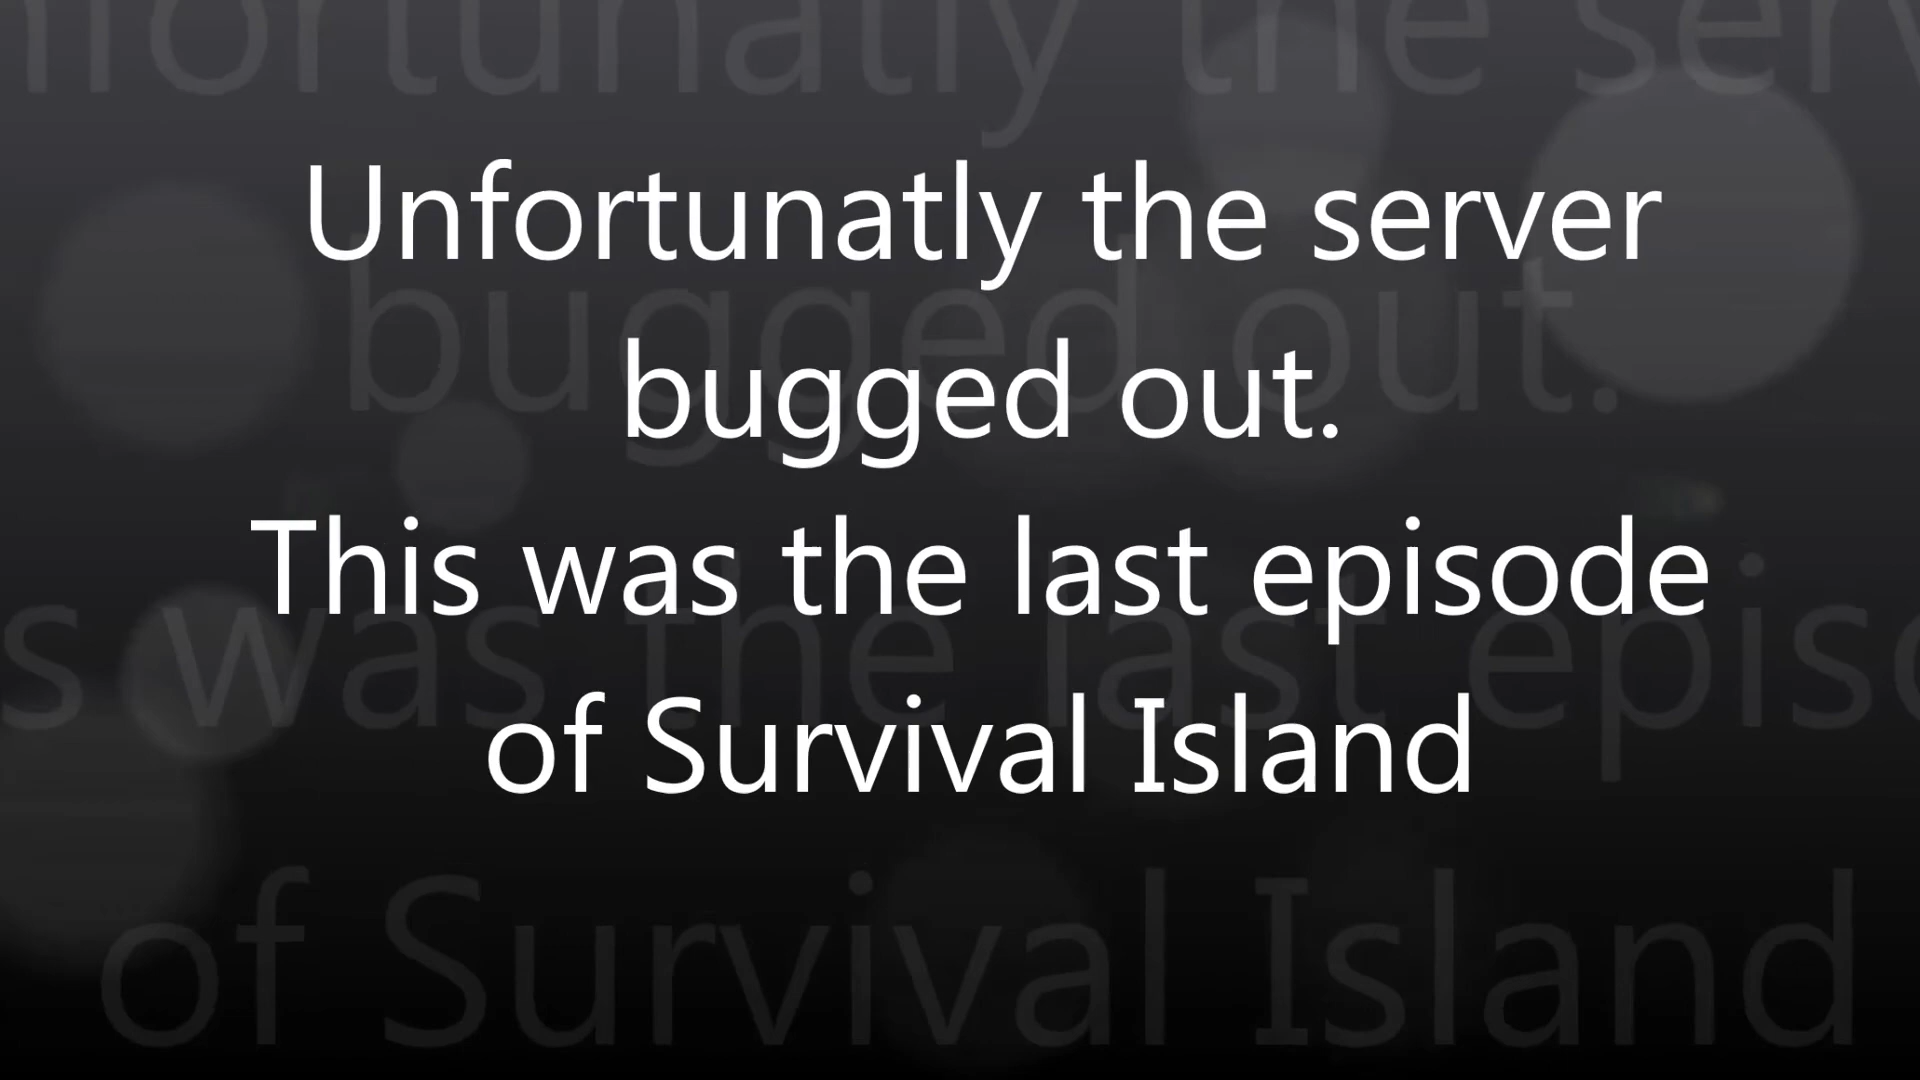 Unfortunatly the server
bugged out.
This was the last episode
of Survival Island